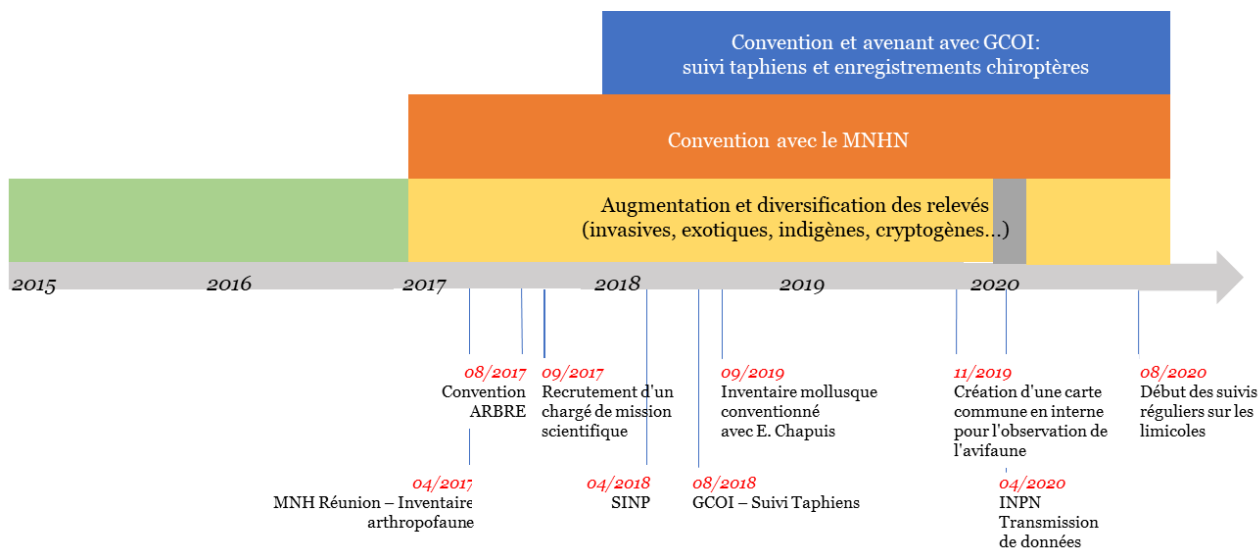 Convention et avenant avec GCOI:
suivi taphiens et enregistrements chiroptères
Convention avec le MNHN
Augmentation et diversification des relevés
(invasives, exotiques, indigènes, cryptogènes...)
2015
2016
2017
2018
2019
2020
08/2017
Convention
ARBRE
09/2017
Recrutement d'un
chargé de mission
scientifique
09/2019
Inventaire mollusque
conventionné
avec E. Chapuis
11/2019
Création d'une carte
commune en interne
pour l'observation de
l'avifaune
08/2020
Début des suivis
réguliers sur les
limicoles
04/2017
MNH Réunion – Inventaire
arthropofaune
04/2018
SINP
08/2018
GCOI – Suivi Taphiens
04/2020
INPN
Transmission
de données